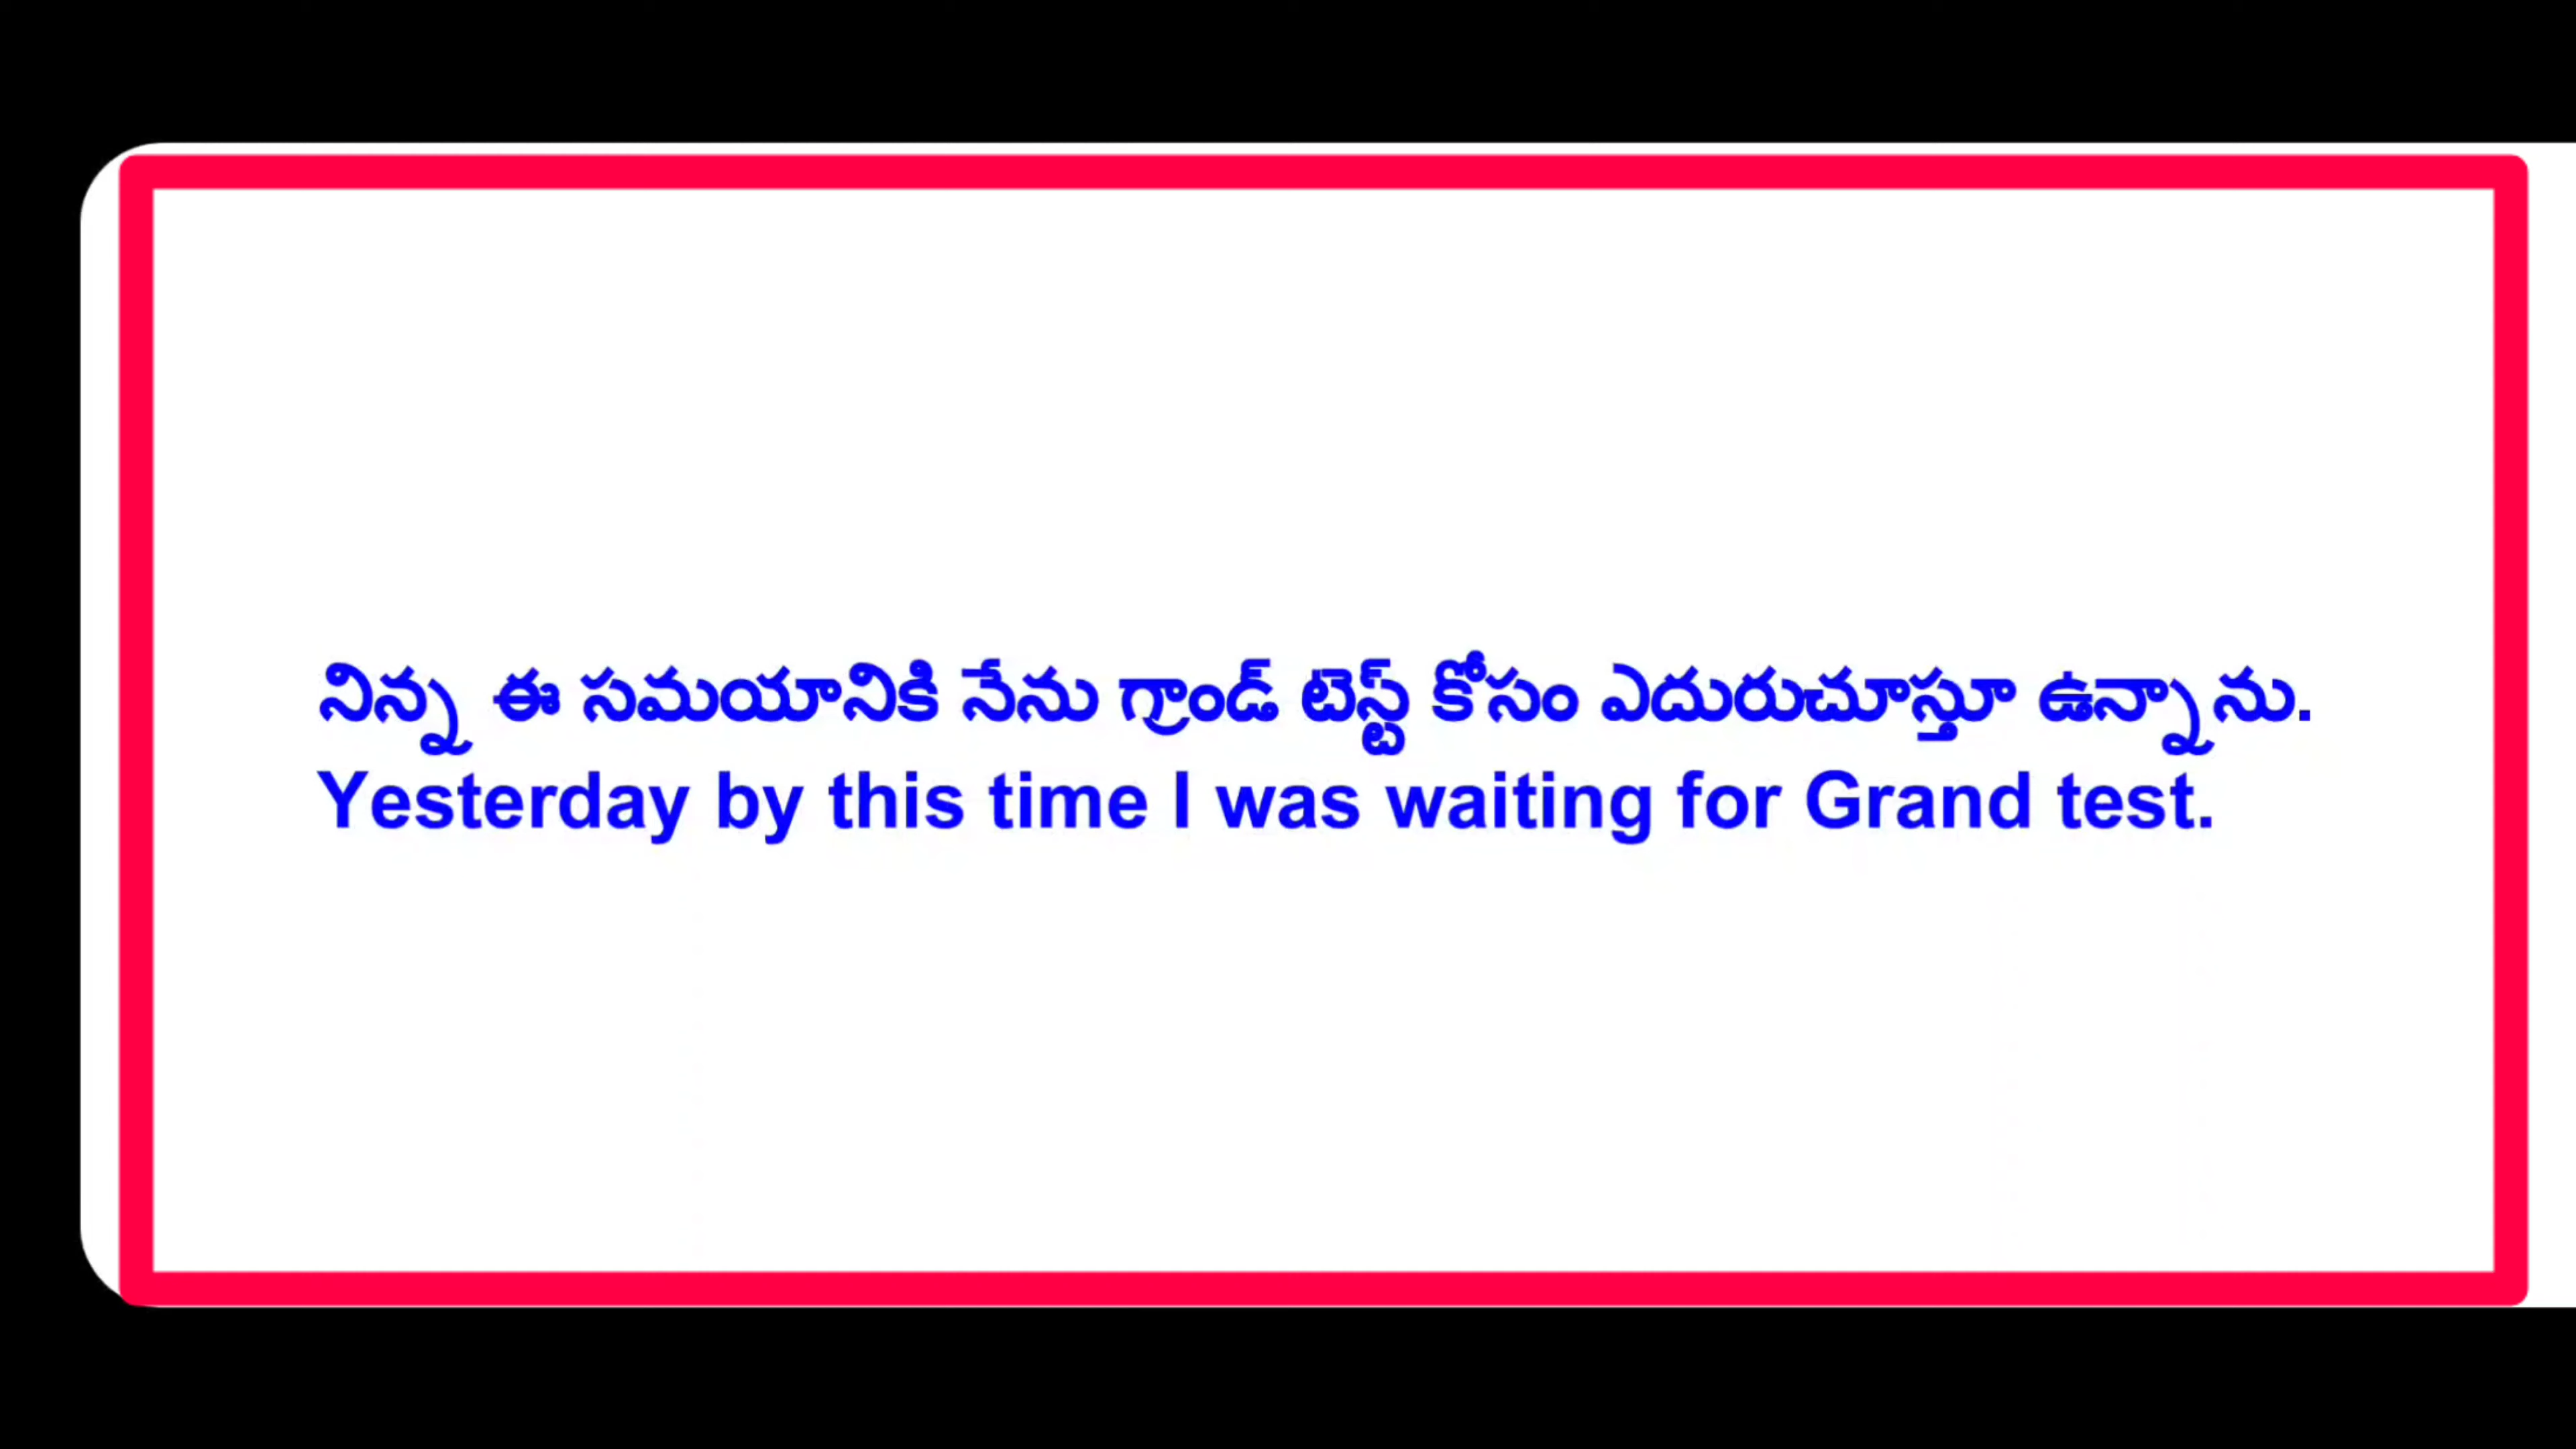 నిన్న ఈ సమయానికి నేను గ్రాండ్ టెస్ట్ కోసం ఎదురుచూస్తూ ఉన్నాను.
Yesterday by this time I was waiting for Grand test.